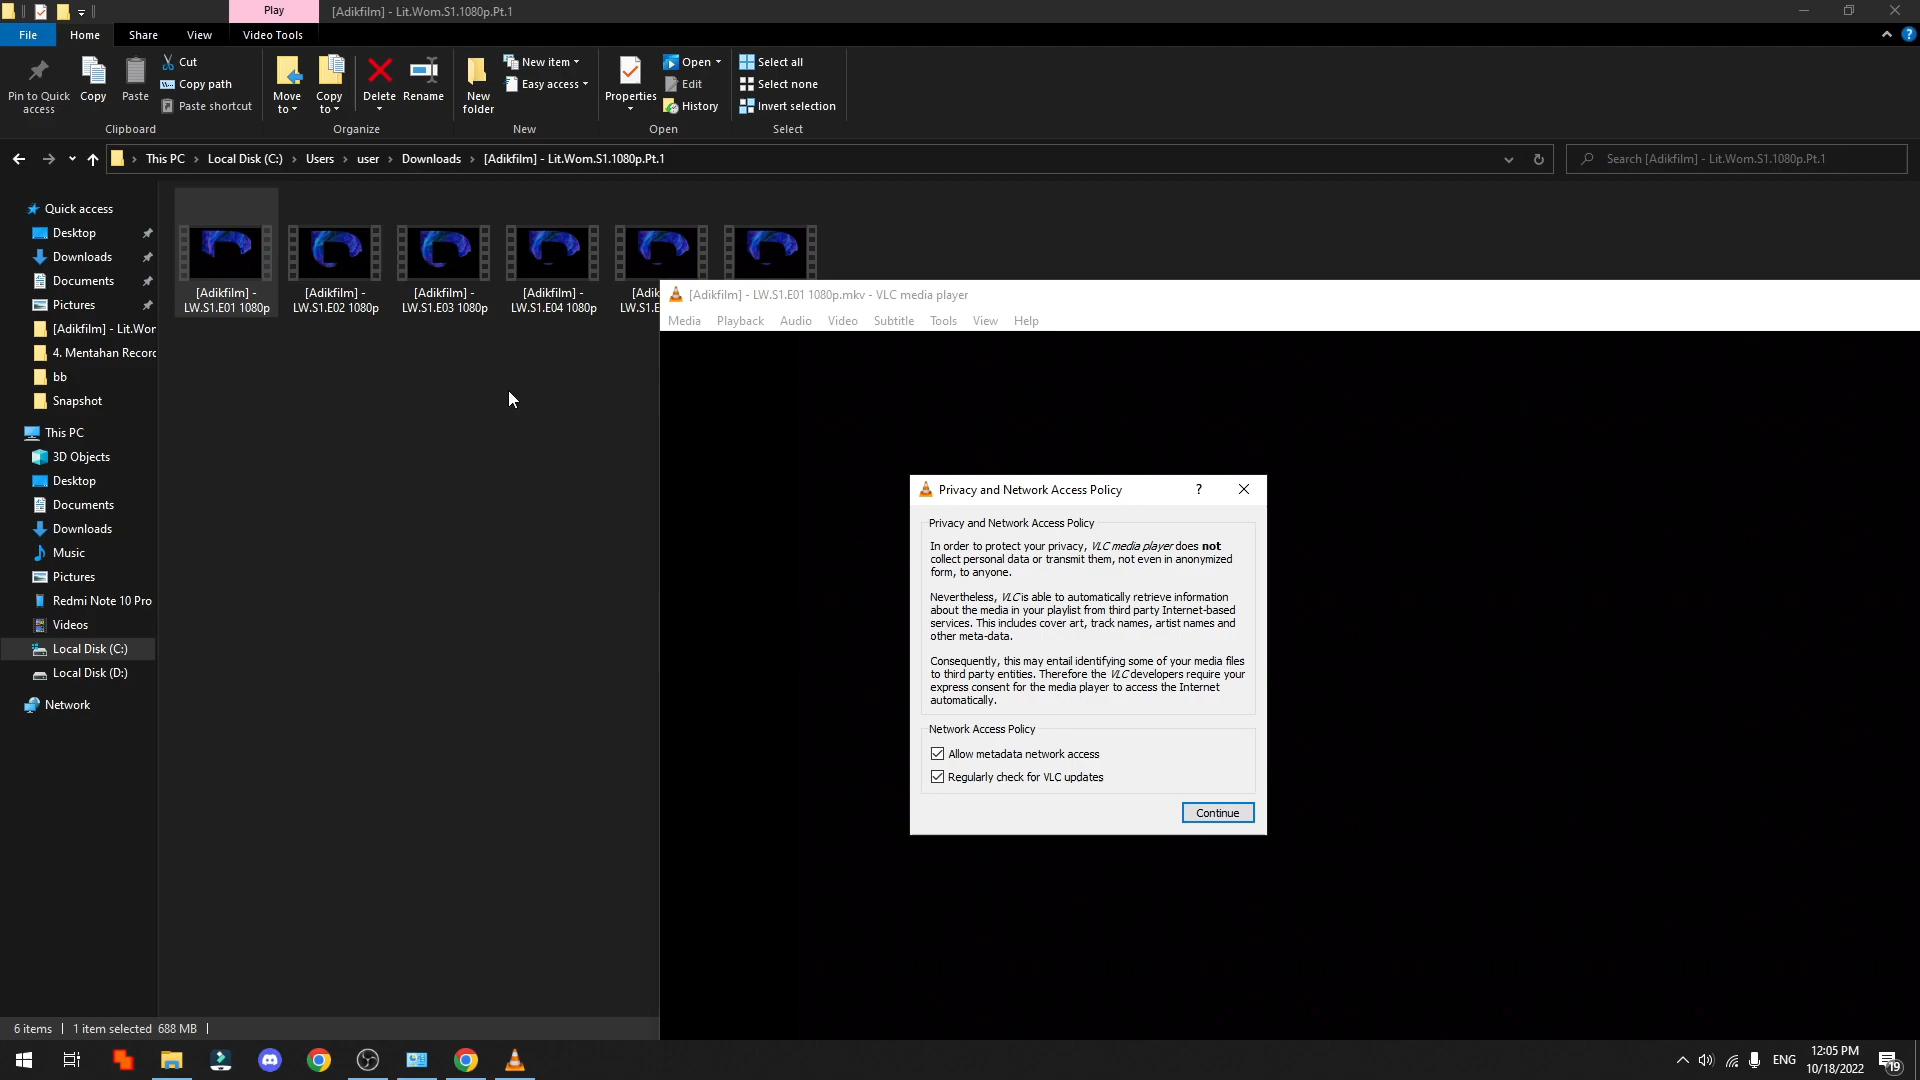 Play
[Adikfilm] - Lit.Wom.S1.1080p.Pt.1
File
Home
Share
View
Video Tools
Pin to Quick access
Copy
Paste
Cut
Copy path
Paste shortcut
Clipboard
Move to
Copy to
Delete
Rename
Organize
New folder
New item
Easy access
New
Properties
Open
Edit
History
Open
Select all
Select none
Invert selection
Select
This PC
Local Disk (C:)
Users
user
Downloads
[Adikfilm] - Lit.Wom.S1.1080p.Pt.1
Search [Adikfilm] - Lit.Wom.S1.1080p.Pt.1
Quick access
Desktop
Downloads
Documents
Pictures
[Adikfilm] - Lit.Wor
4. Mentahan Record
bb
Snapshot
This PC
3D Objects
Desktop
Documents
Downloads
Music
Pictures
Redmi Note 10 Pro
Videos
Local Disk (C:)
Local Disk (D:)
Network
[Adikfilm] -
LW.S1.E01 1080p
[Adikfilm] -
LW.S1.E02 1080p
[Adikfilm] -
LW.S1.E03 1080p
[Adikfilm] -
LW.S1.E04 1080p
[Adik
LW.S1.E
[Adikfilm] - LW.S1.E01 1080p.mkv - VLC media player
Media
Playback
Audio
Video
Subtitle
Tools
View
Help
Privacy and Network Access Policy
?
Privacy and Network Access Policy
In order to protect your privacy, VLC media player does not
collect personal data or transmit them, not even in anonymized
form, to anyone.
Nevertheless, VLC is able to automatically retrieve information
about the media in your playlist from third party Internet-based
services. This includes cover art, track names, artist names and
other meta-data.
Consequently, this may entail identifying some of your media files
to third party entities. Therefore the VLC developers require your
express consent for the media player to access the Internet
automatically.
Network Access Policy
Allow metadata network access
Regularly check for VLC updates
Continue
6 items
1 item selected 688 MB
ENG
12:05 PM
10/18/2022
19